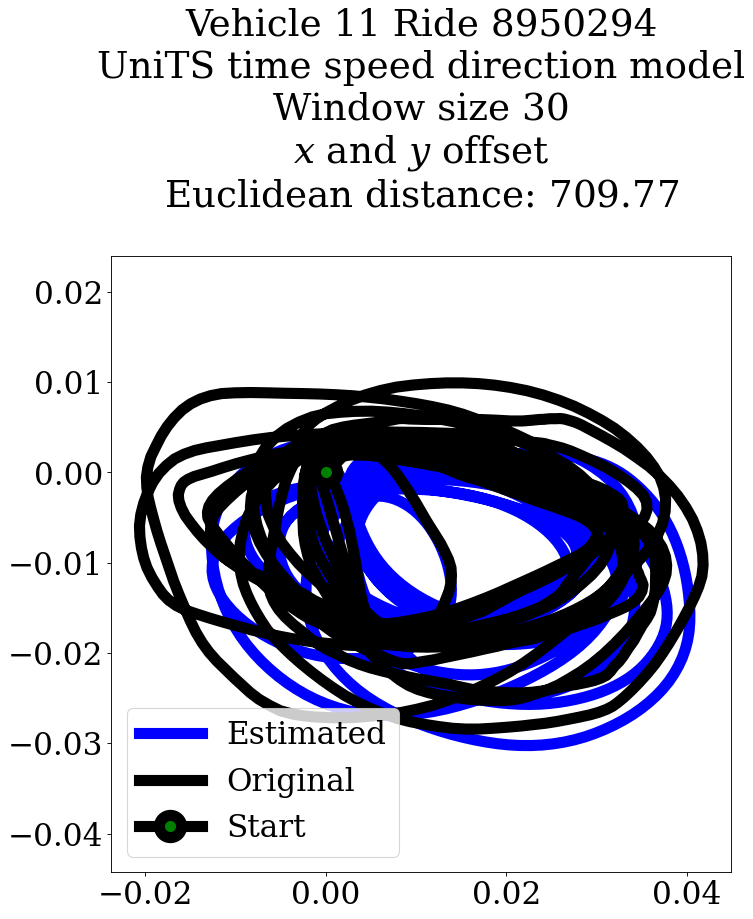 Vehicle 11 Ride 8950294
UniTS time speed direction model
Window size 30
x and y offset
Euclidean distance: 709.77
0.02
0.01
0.00
−0.01
−0.02
−0.03
−0.04
Estimated
Original
Start
−0.02
0.00
0.02
0.04